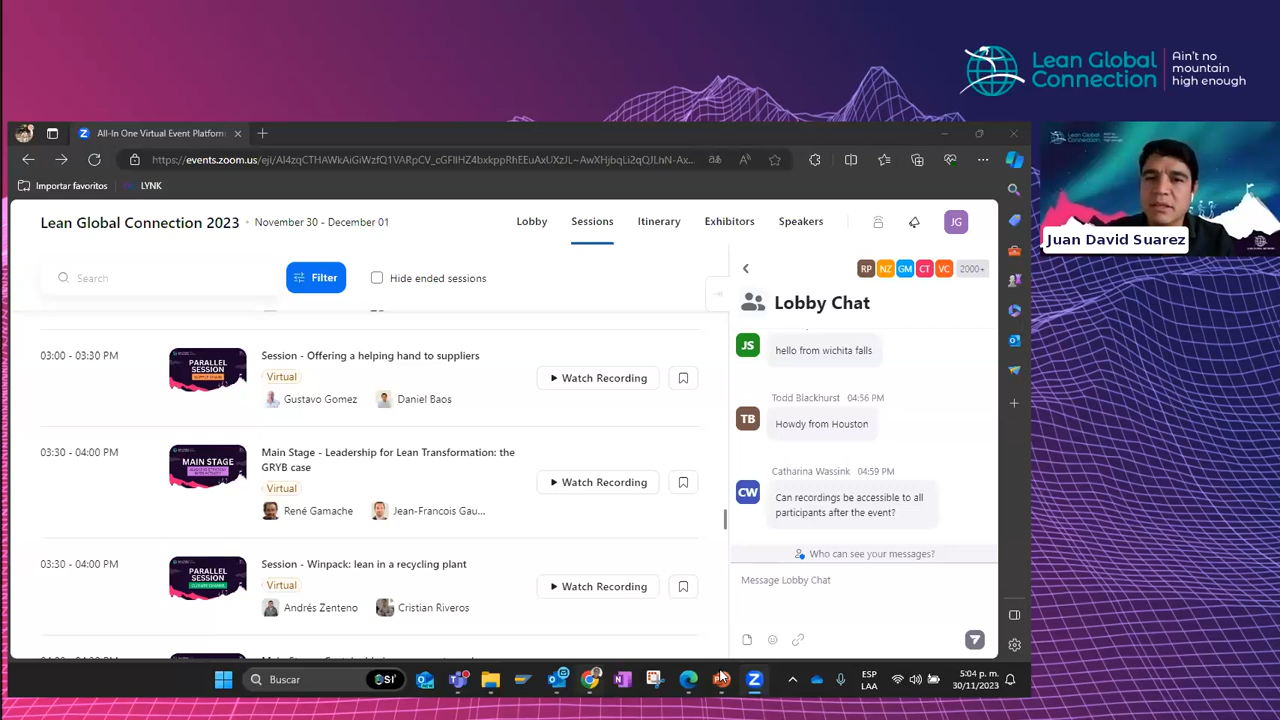 Lean Global
Connection
Ain't no
mountain
high enough
All-In One Virtual Event Platform
https://events.zoom.us/eji/
Importar favoritos
LYNK
Lean Global Connection 2023 • November 30 - December 01
Lobby
Sessions
Itinerary
Exhibitors
Speakers
JG
Search
Filter
Hide ended sessions
03:00 - 03:30 PM
PARALLEL
SESSION
Session - Offering a helping hand to suppliers
Virtual
Gustavo Gomez
Daniel Baos
Watch Recording
03:30 - 04:00 PM
MAIN STAGE
Main Stage - Leadership for Lean Transformation: the
GRYB case
Virtual
René Gamache
Jean-Francois Gau...
Watch Recording
03:30 - 04:00 PM
PARALLEL
SESSION
Session - Winpack: lean in a recycling plant
Virtual
Andrés Zenteno
Cristian Riveros
Watch Recording
RP
NZ
GM
CT
VC
2000+
Lobby Chat
JS
hello from wichita falls
Todd Blackhurst 04:56 PM
TB
Howdy from Houston
Catharina Wassink 04:59 PM
CW
Can recordings be accessible to all
participants after the event?
Who can see your messages?
Message Lobby Chat
Juan David Suarez
Buscar
ESP
LAA
5:04 p. m.
30/11/2023